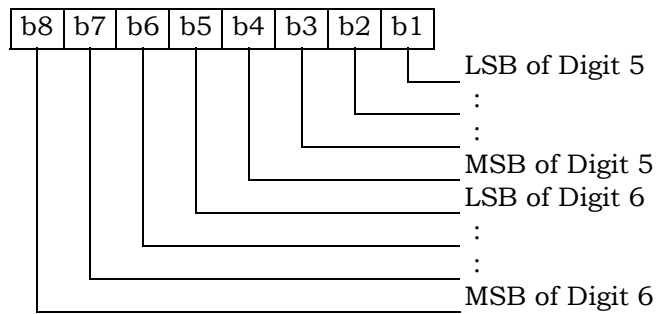 b8 b7 b6 b5 b4 b3 b2 b1
LSB of Digit 5
:
:
MSB of Digit 5
LSB of Digit 6
:
:
MSB of Digit 6